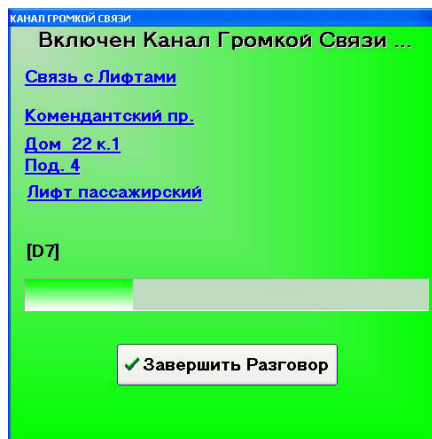 КАНАЛ ГРОМКОЙ СВЯЗИ
Включен Канал Громкой Связи ...
Связь с Лифтами
Комендантский пр.
Дом 22 к.1
Под. 4
Лифт пассажирский
[D7]
Завершить Разговор